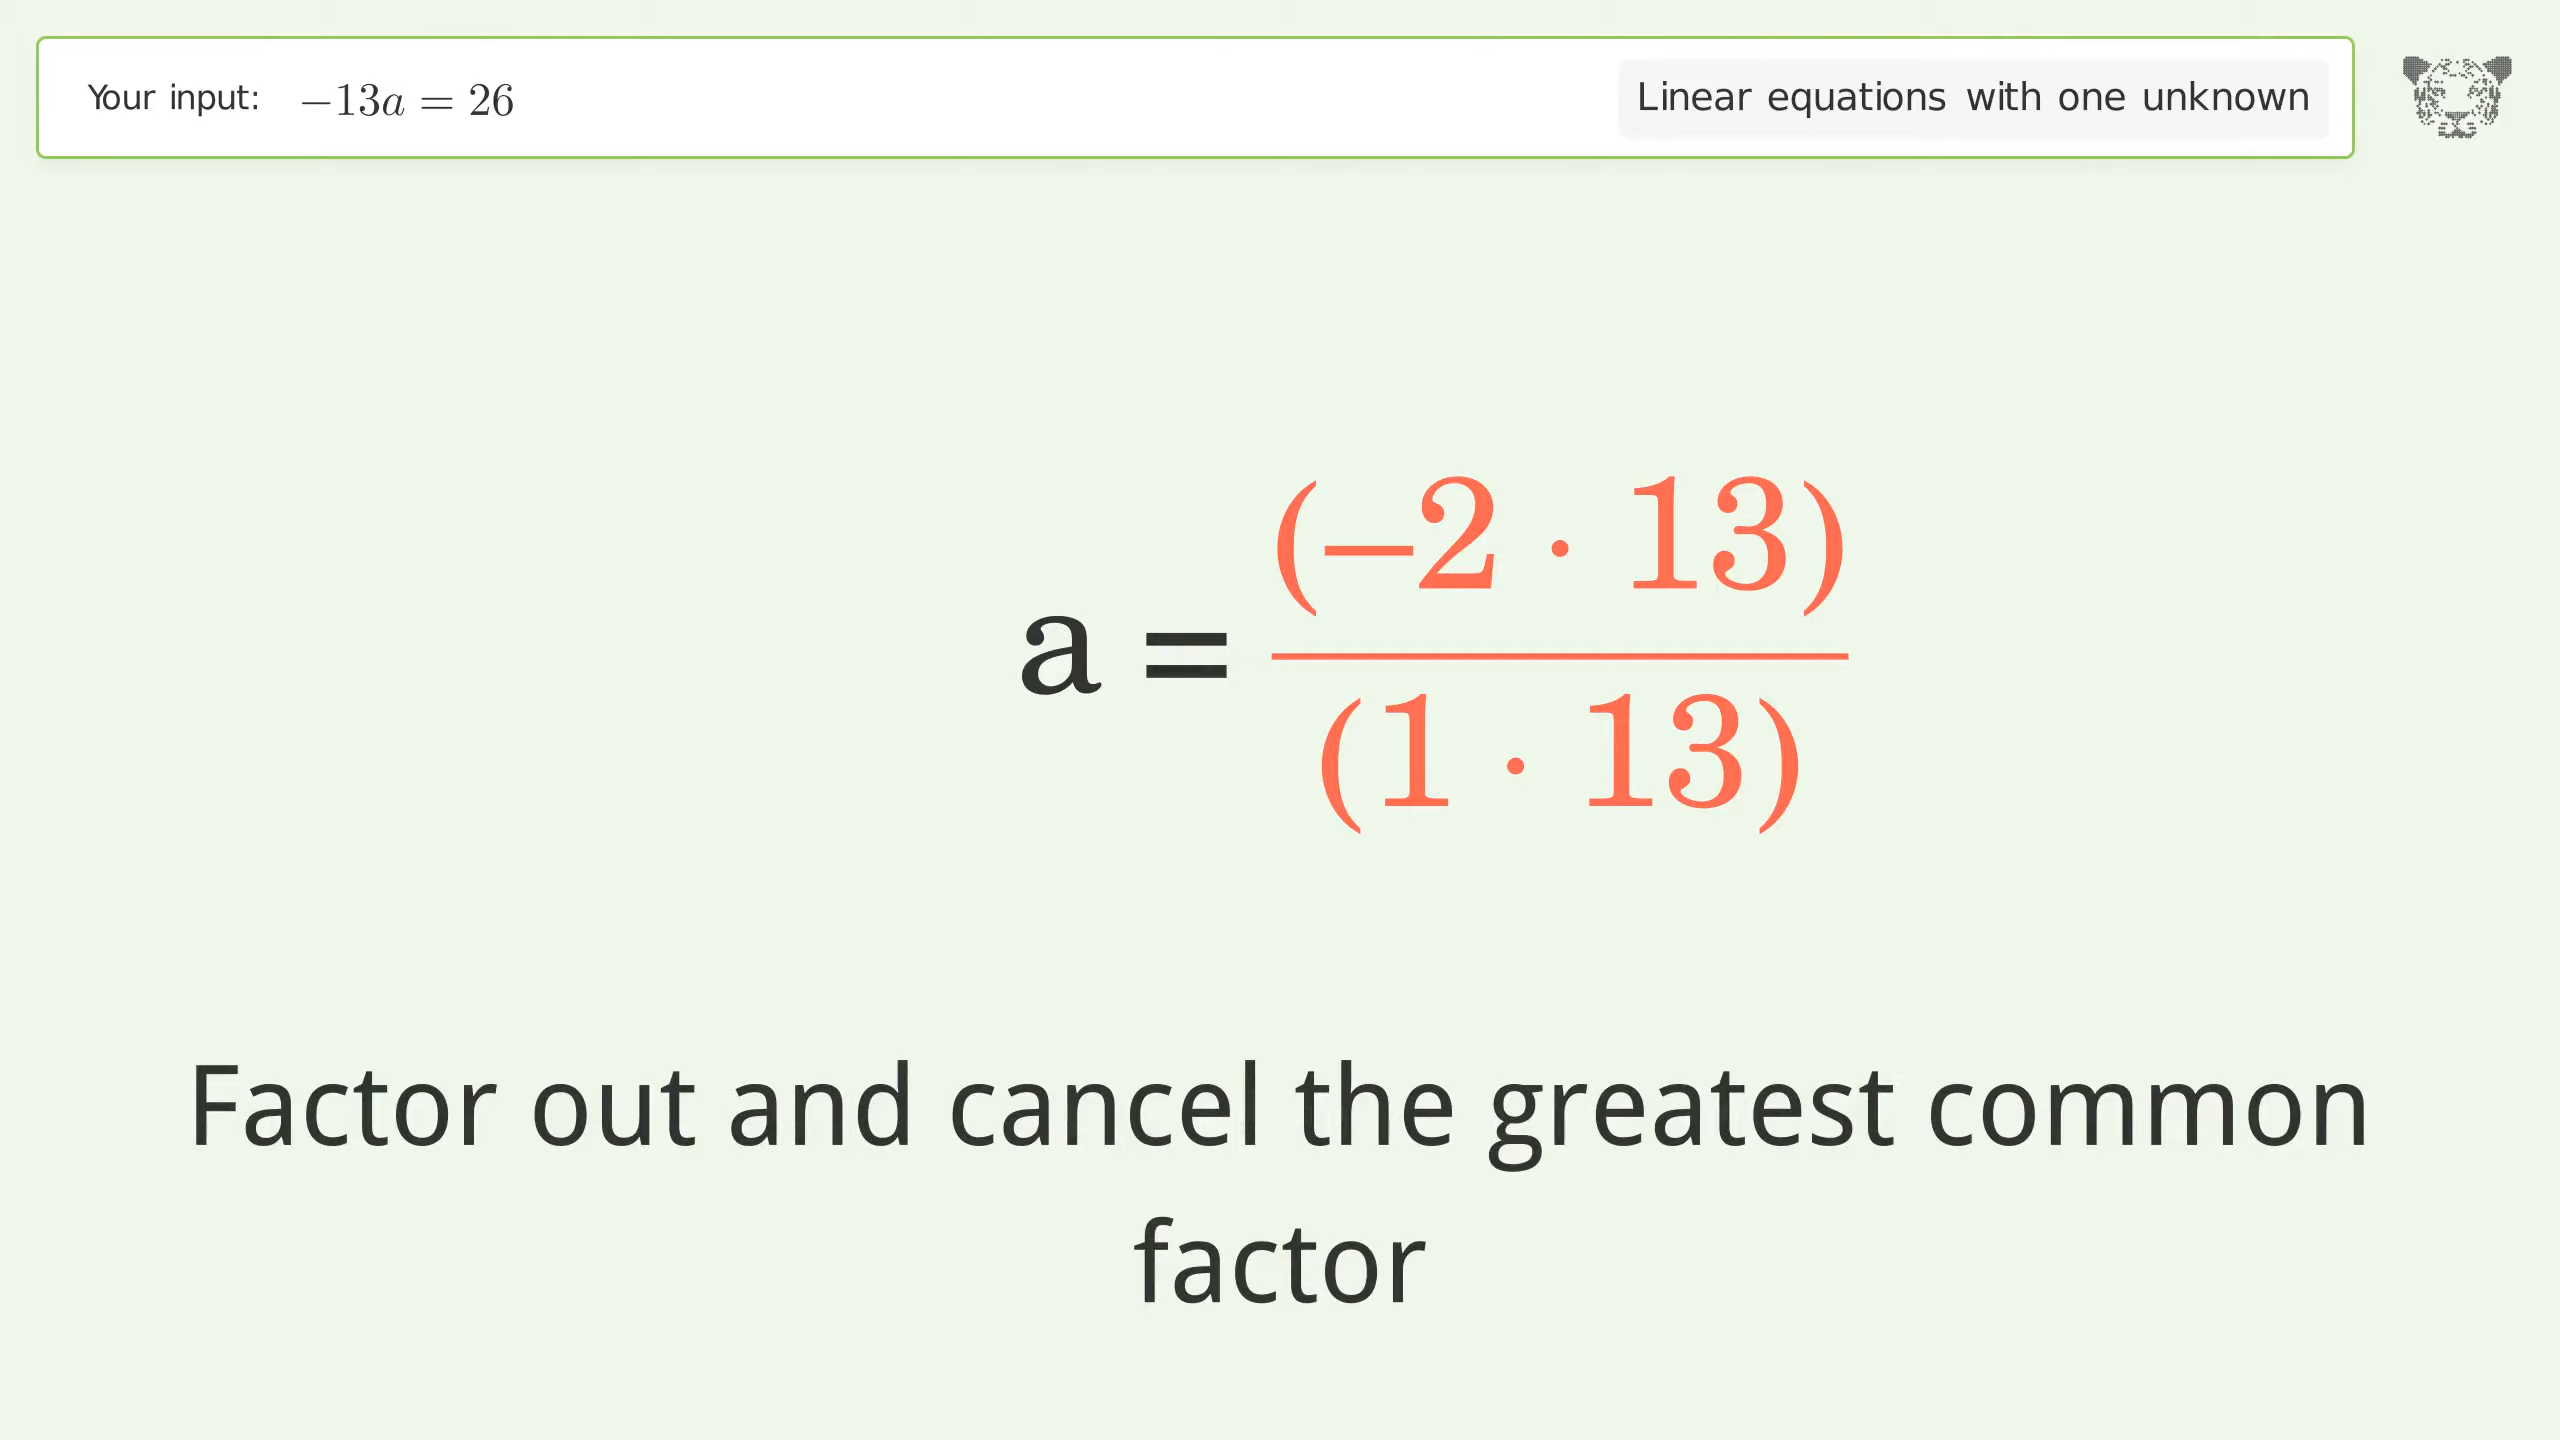 Your input: −13a = 26
Linear equations with one unknown
a = (−2 · 13) / (1 · 13)
Factor out and cancel the greatest common
factor